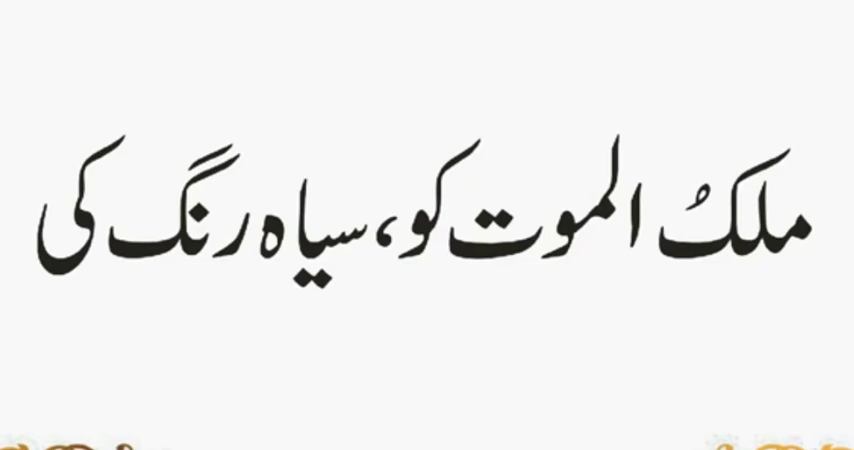 ملکُ الموت کو، سیاہ رنگ کی